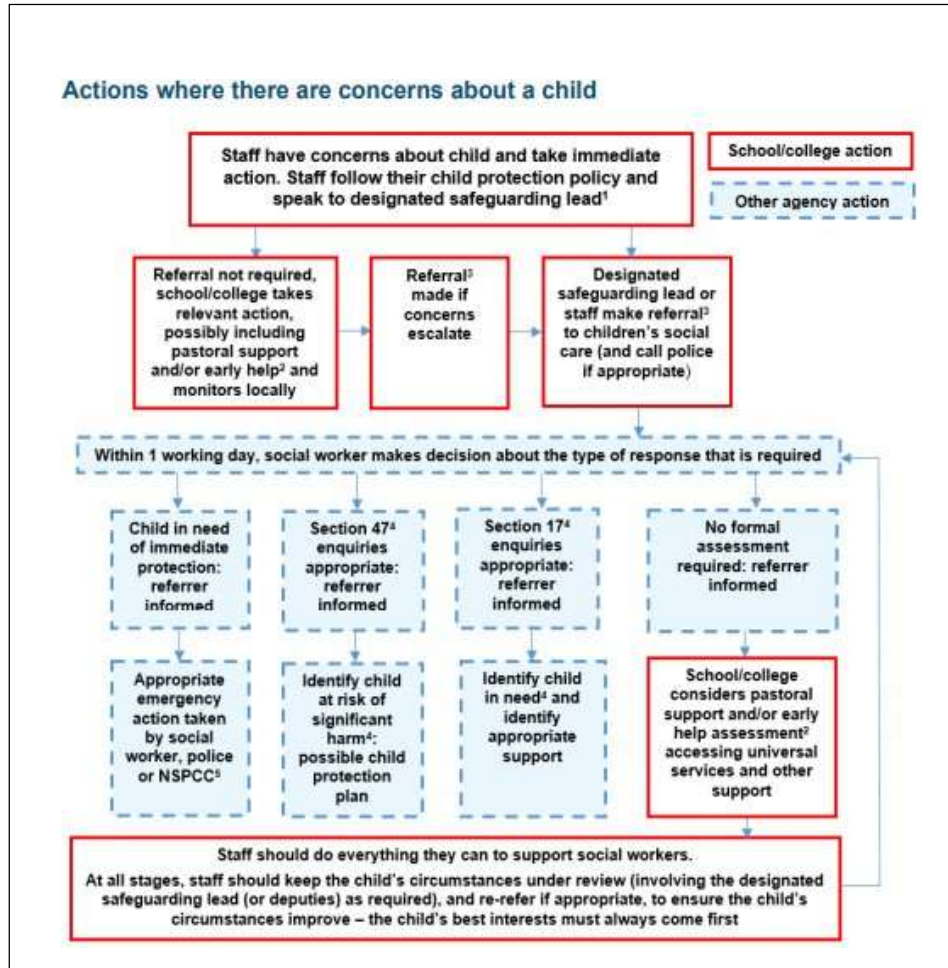 Actions where there are concerns about a child
Staff have concerns about child and take immediate
action. Staff follow their child protection policy and
speak to designated safeguarding lead¹
School/college action
Other agency action
Referral not required,
school/college takes
relevant action,
possibly including
pastoral support
and/or early help² and
monitors locally
Referral³
made if
concerns
escalate
Designated
safeguarding lead or
staff make referral³
to children's social
care (and call police
if appropriate)
Within 1 working day, social worker makes decision about the type of response that is required
Child in need
of immediate
protection:
referrer
informed
Section 47⁴
enquiries
appropriate:
referrer
informed
Section 17⁴
enquiries
appropriate:
referrer
informed
No formal
assessment
required: referrer
informed
Appropriate
emergency
action taken
by social
worker, police
or NSPCC⁵
Identify child
at risk of
significant
harm⁴:
possible child
protection
plan
Identify child
in need⁴ and
identify
appropriate
support
School/college
considers pastoral
support and/or early
help assessment²
accessing universal
services and other
support
Staff should do everything they can to support social workers.
At all stages, staff should keep the child's circumstances under review (involving the designated
safeguarding lead (or deputies) as required), and re-refer if appropriate, to ensure the child's
circumstances improve – the child's best interests must always come first